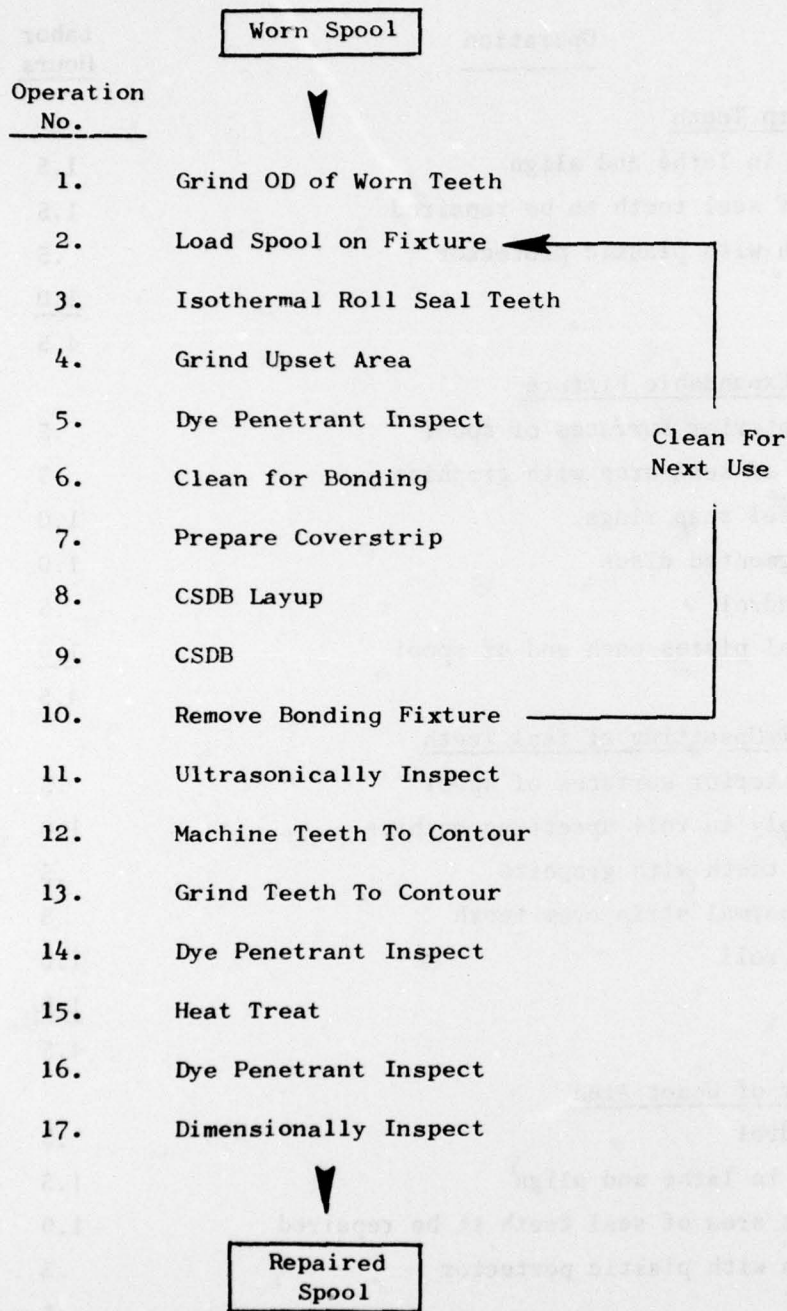 Worn Spool
Operation
No.
1. Grind OD of Worn Teeth
2. Load Spool on Fixture
3. Isothermal Roll Seal Teeth
4. Grind Upset Area
5. Dye Penetrant Inspect
Clean For
Next Use
6. Clean for Bonding
7. Prepare Coverstrip
8. CSDB Layup
9. CSDB
10. Remove Bonding Fixture
11. Ultrasonically Inspect
12. Machine Teeth To Contour
13. Grind Teeth To Contour
14. Dye Penetrant Inspect
15. Heat Treat
16. Dye Penetrant Inspect
17. Dimensionally Inspect
Repaired
Spool